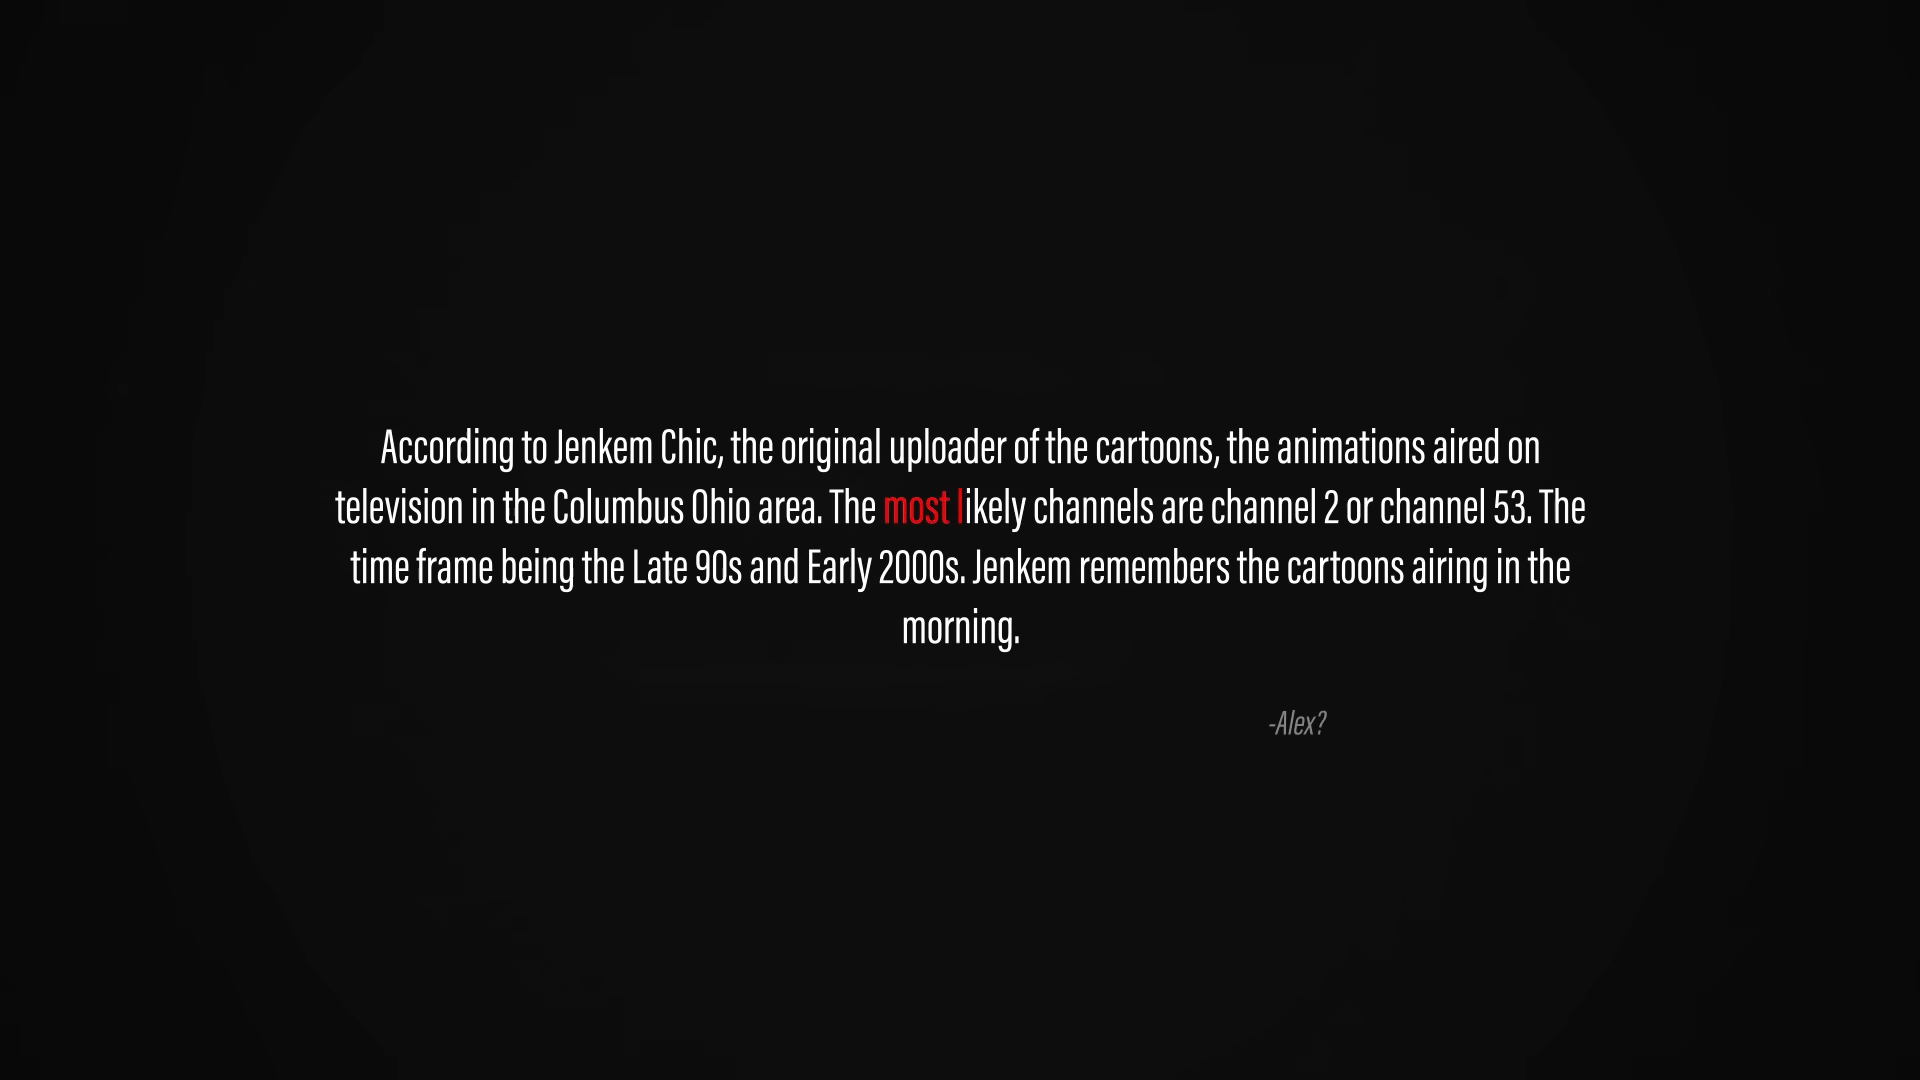 According to Jenkem Chic, the original uploader of the cartoons, the animations aired on
television in the Columbus Ohio area. The most likely channels are channel 2 or channel 53. The
time frame being the Late 90s and Early 2000s. Jenkem remembers the cartoons airing in the
morning.
-Alex?